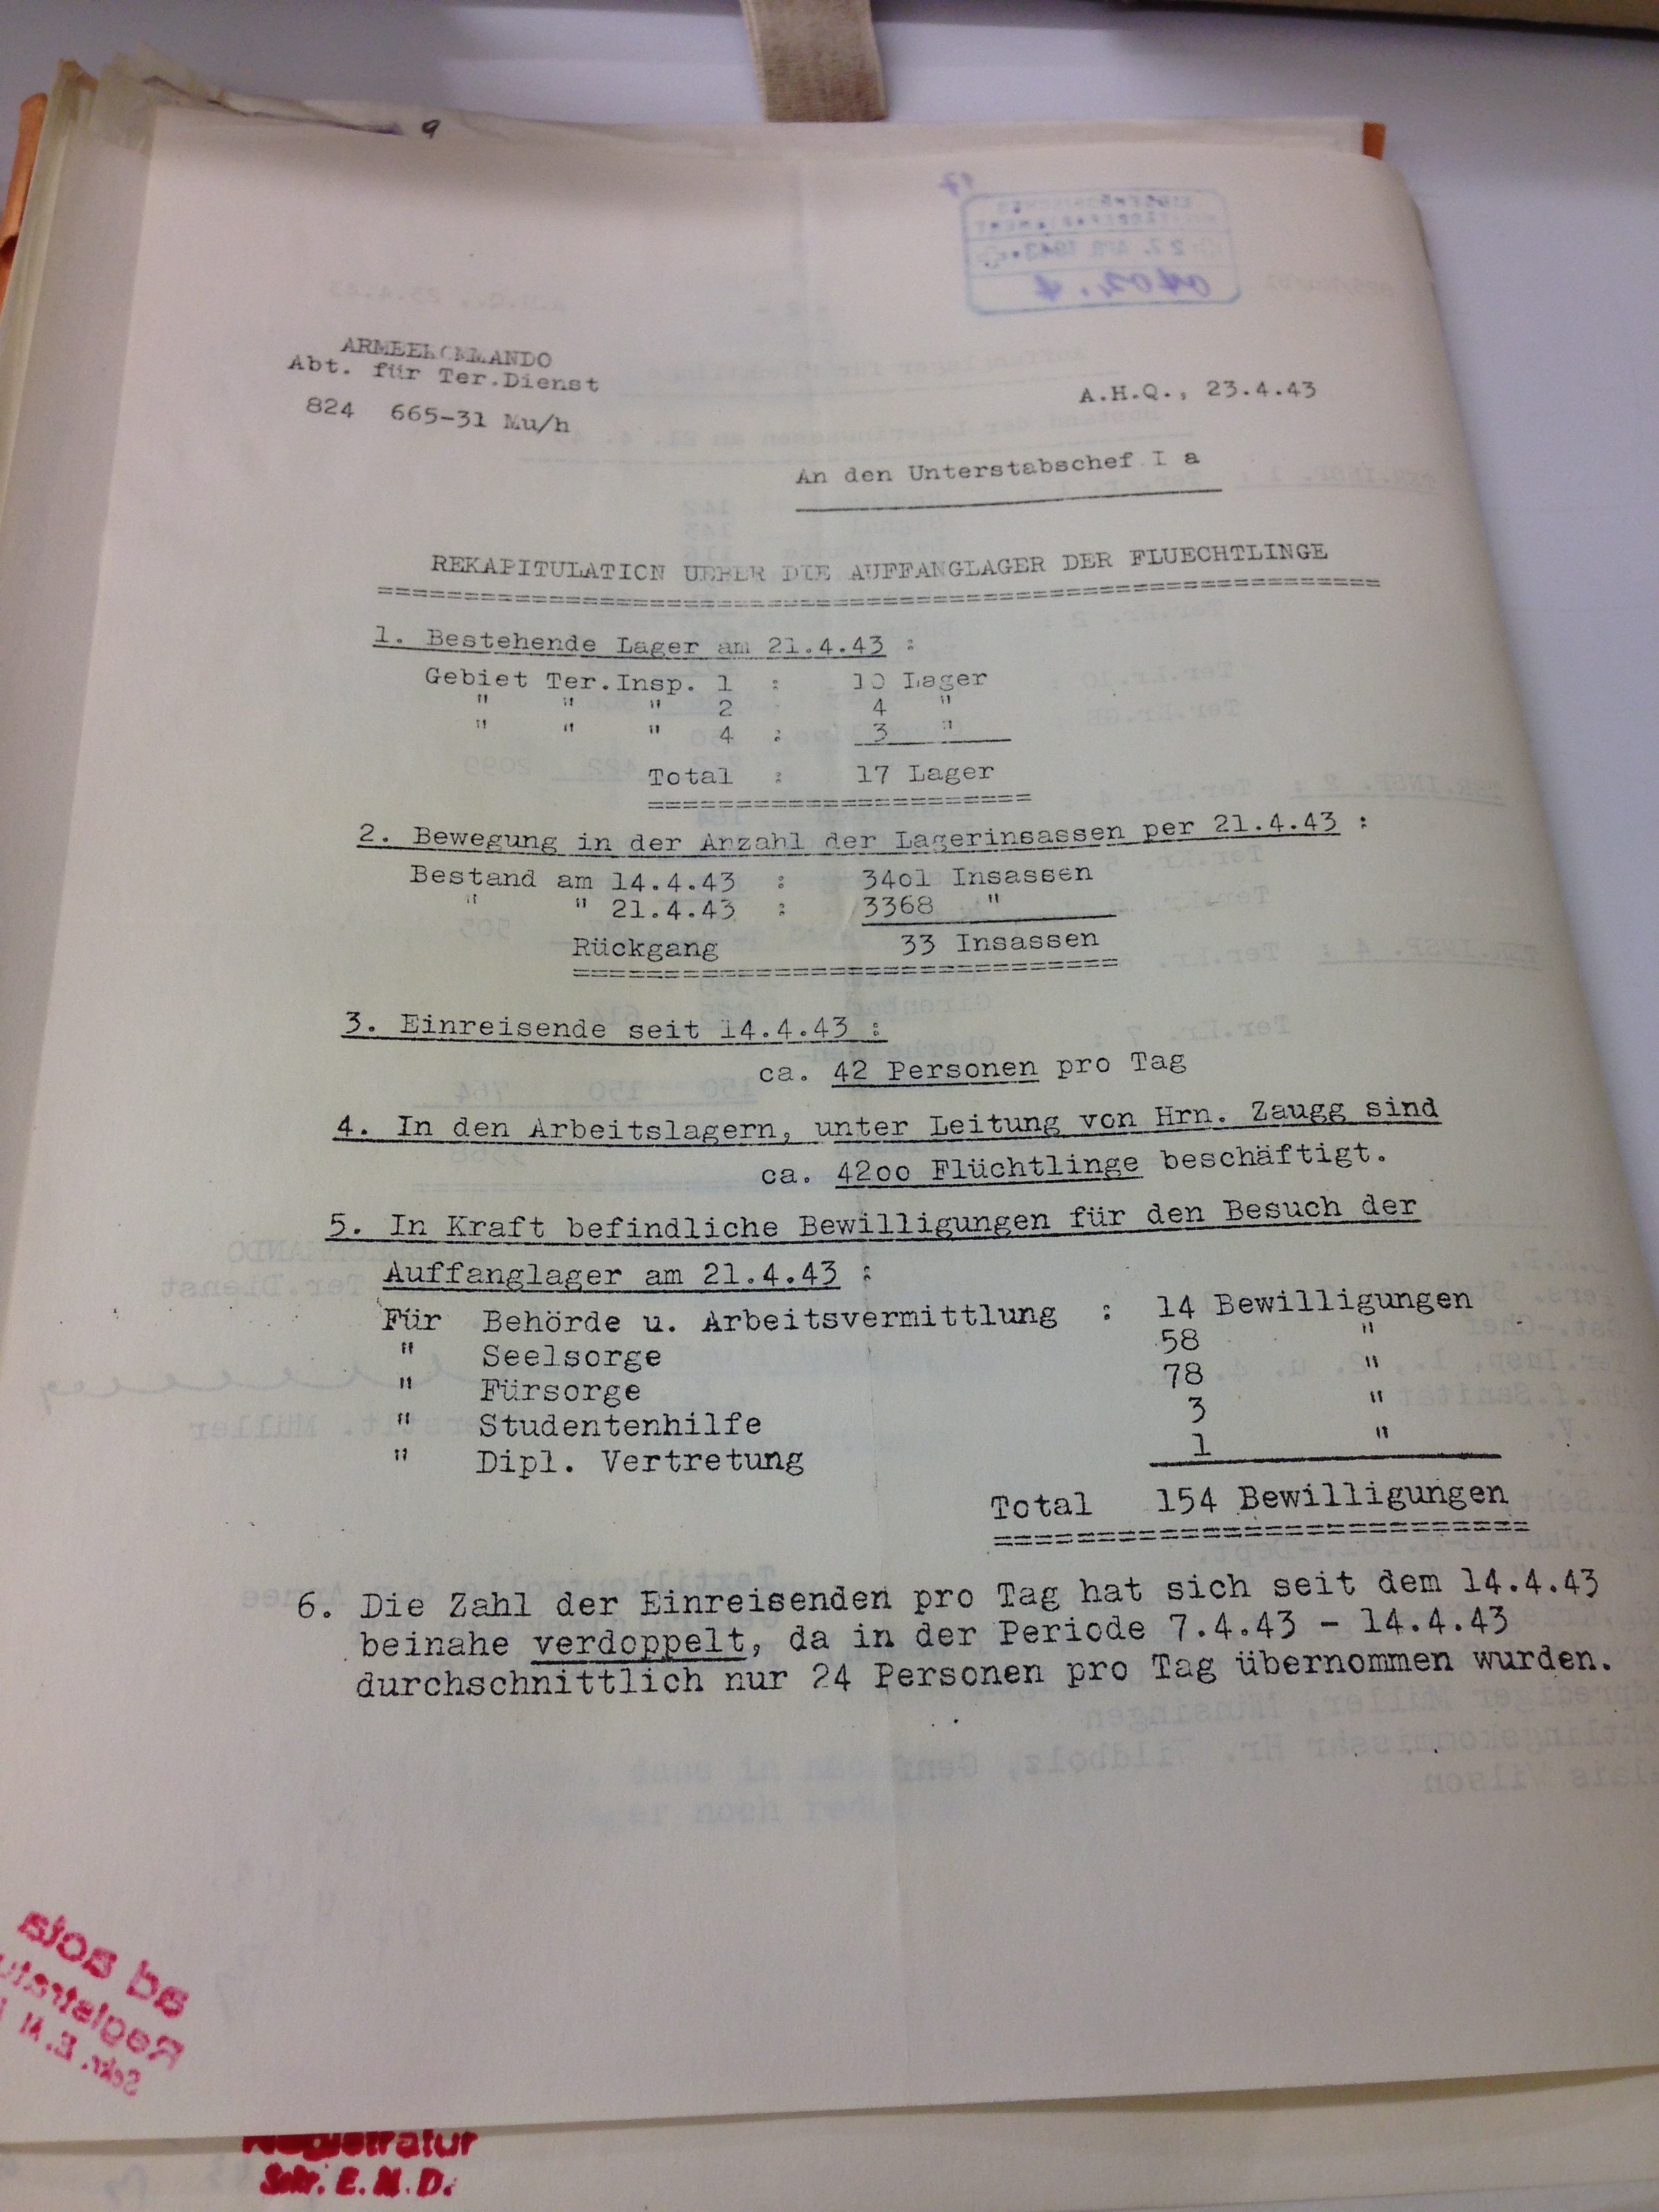 9
ARMEEKOMMANDO
Abt. für Ter.Dienst
824 665-31 Mu/h
A.H.Q., 23.4.43
An den Unterstabschef I a
REKAPITULATION UEBER DIE AUFFANGLAGER DER FLUECHTLINGE
1. Bestehende Lager am 21.4.43 :
Gebiet Ter.Insp. 1 : 10 Lager
" " " 2 4 "
" " " 4 : 3 "
Total : 17 Lager
2. Bewegung in der Anzahl der Lagerinsassen per 21.4.43 :
Bestand am 14.4.43 : 34o1 Insassen
" " 21.4.43 : 3368 "
Rückgang 33 Insassen
3. Einreisende seit 14.4.43 :
ca. 42 Personen pro Tag
4. In den Arbeitslagern, unter Leitung von Hrn. Zaugg sind
ca. 42oo Flüchtlinge beschäftigt.
5. In Kraft befindliche Bewilligungen für den Besuch der
Auffanglager am 21.4.43 :
Für Behörde u. Arbeitsvermittlung : 14 Bewilligungen
" Seelsorge 58 "
" Fürsorge 78 "
" Studentenhilfe 3 "
" Dipl. Vertretung 1 "
Total 154 Bewilligungen
6. Die Zahl der Einreisenden pro Tag hat sich seit dem 14.4.43
beinahe verdoppelt, da in der Periode 7.4.43 - 14.4.43
durchschnittlich nur 24 Personen pro Tag übernommen wurden.
ad acta
Registratur
Sekr. E.M.
Registratur
Sekr. E.M.D.